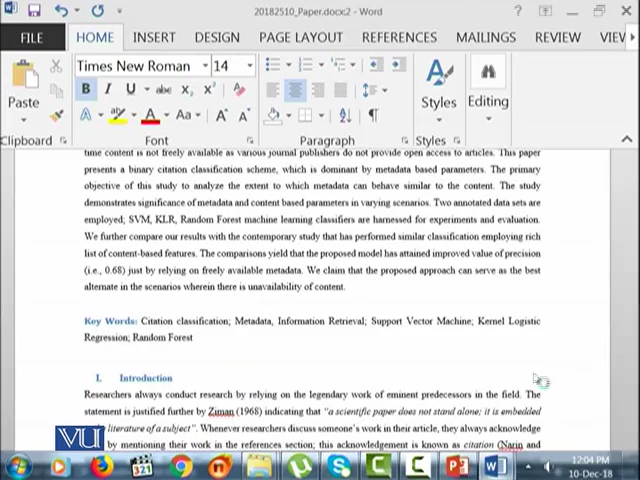 20182510_Paper.docx:2 - Word
FILE HOME INSERT DESIGN PAGE LAYOUT REFERENCES MAILINGS REVIEW VIEW
Times New Roman 14
Paste
B I U abc X₂ X²
A ab A Aa A A
Styles Editing
Clipboard Font Paragraph Styles
time content is not freely available as various journal publishers do not provide open access to articles. This paper
presents a binary citation classification scheme, which is dominant by metadata based parameters. The primary
objective of this study to analyze the extent to which metadata can behave similar to the content. The study
demonstrates significance of metadata and content based parameters in varying scenarios. Two annotated data sets are
employed; SVM, KLR, Random Forest machine learning classifiers are harnessed for experiments and evaluation.
We further compare our results with the contemporary study that has performed similar classification employing rich
list of content-based features. The comparisons yield that the proposed model has attained improved value of precision
(i.e., 0.68) just by relying on freely available metadata. We claim that the proposed approach can serve as the best
alternate in the scenarios wherein there is unavailability of content.
Key Words: Citation classification; Metadata, Information Retrieval; Support Vector Machine; Kernel Logistic
Regression; Random Forest
I. Introduction
Researchers always conduct research by relying on the legendary work of eminent predecessors in the field. The
statement is justified further by Ziman (1968) indicating that "a scientific paper does not stand alone; it is embedded
literature of a subject". Whenever researchers discuss someone's work in their article, they always acknowledge
by mentioning their work in the references section; this acknowledgement is known as citation (Narin and
VU
321
12:04 PM
10-Dec-18